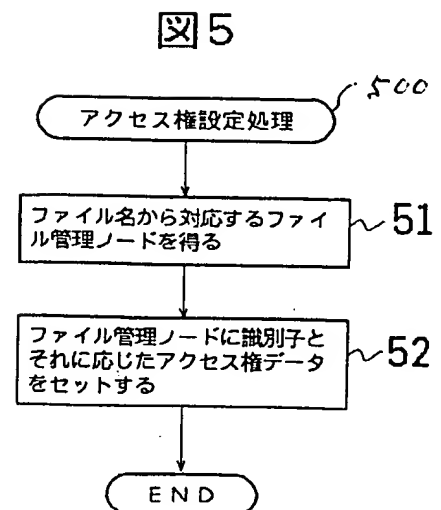 図5
500
アクセス権設定処理
ファイル名から対応するファイ
ル管理ノードを得る
51
ファイル管理ノードに識別子と
それに応じたアクセス権データ
をセットする
52
END